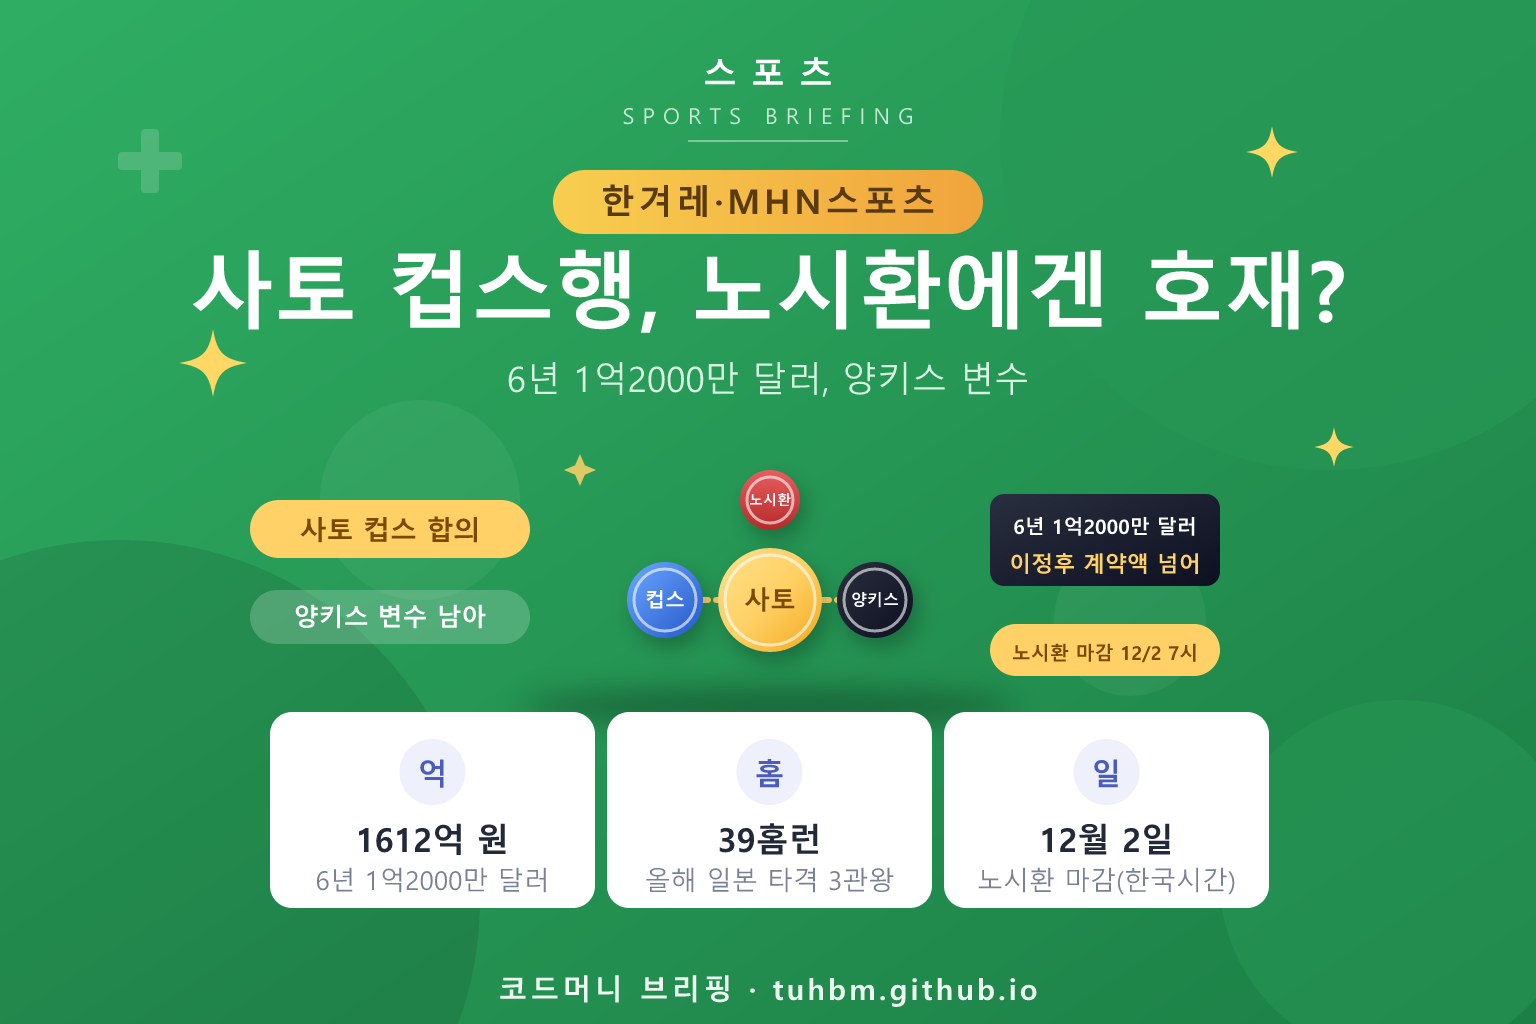 스포츠
SPORTS BRIEFING
한겨레·MHN스포츠
사토 컵스행, 노시환에겐 호재?
6년 1억2000만 달러, 양키스 변수
사토 컵스 합의
양키스 변수 남아
노시환
컵스
사토
양키스
6년 1억2000만 달러
이정후 계약액 넘어
노시환 마감 12/2 7시
억
1612억 원
6년 1억2000만 달러
홈
39홈런
올해 일본 타격 3관왕
일
12월 2일
노시환 마감(한국시간)
코드머니 브리핑 · tuhbm.github.io